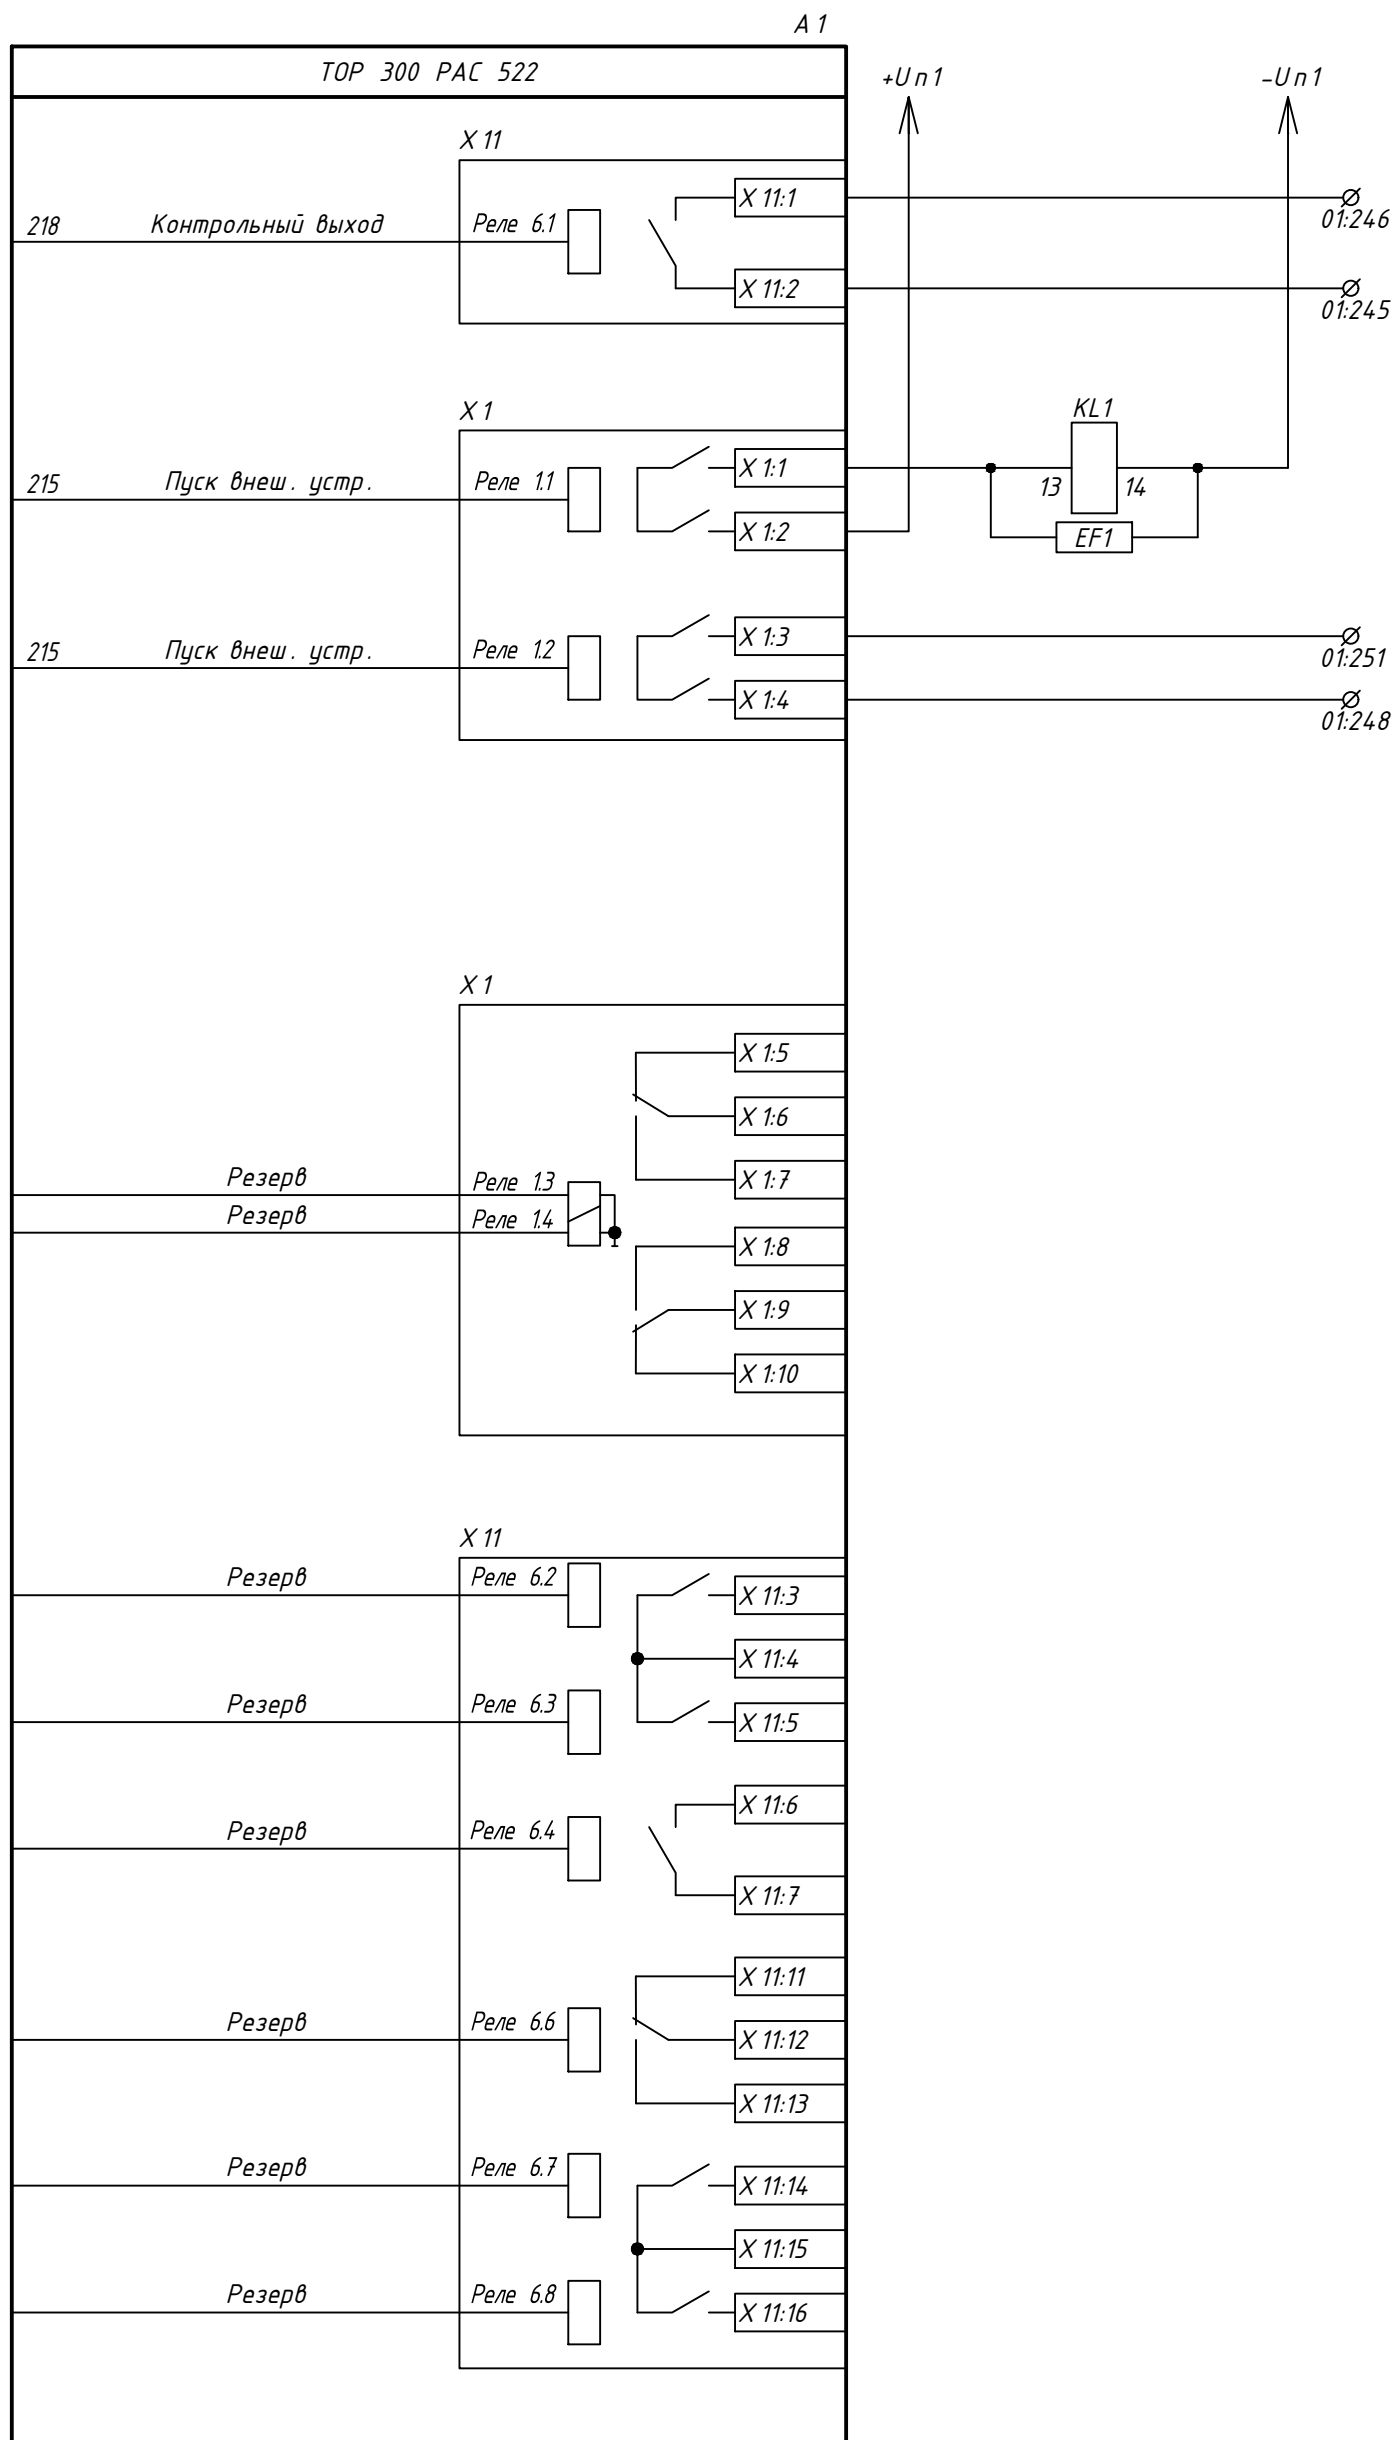 А1
ТОР 300 РАС 522
+Uп1
-Uп1
X11
218 Контрольный выход Реле 6.1
X11:1
01:246
X11:2
01:245
X1
KL1
215 Пуск внеш. устр. Реле 1.1
X1:1
13 14
X1:2
EF1
215 Пуск внеш. устр. Реле 1.2
X1:3
01:251
X1:4
01:248
X1
X1:5
X1:6
X1:7
Резерв Реле 1.3
Резерв Реле 1.4
X1:8
X1:9
X1:10
X11
Резерв Реле 6.2
X11:3
X11:4
Резерв Реле 6.3
X11:5
X11:6
Резерв Реле 6.4
X11:7
X11:11
Резерв Реле 6.6
X11:12
X11:13
Резерв Реле 6.7
X11:14
X11:15
Резерв Реле 6.8
X11:16